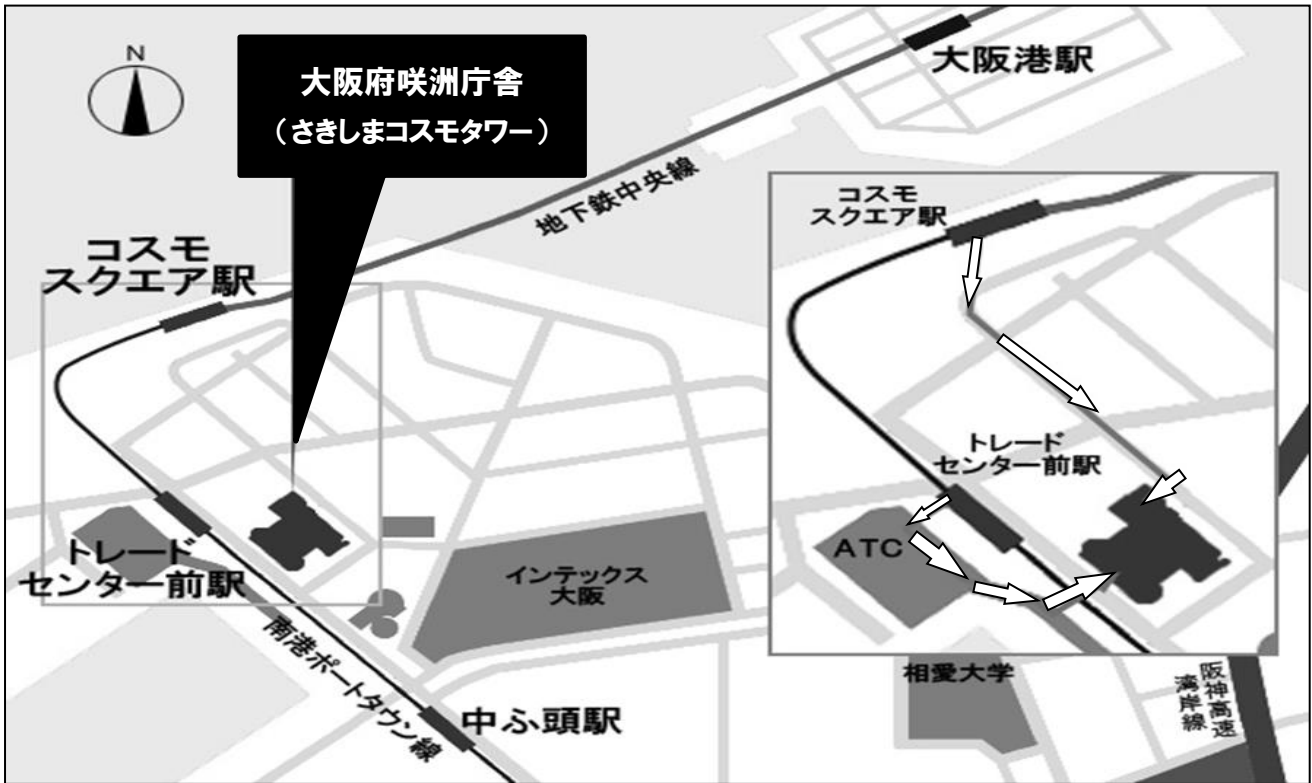 N
大阪府咲洲庁舎
（さきしまコスモタワー）
大阪港駅
地下鉄中央線
コスモ
スクエア駅
トレード
センター前駅
インテックス
大阪
南港ポートタウン線
中ふ頭駅
コスモ
スクエア駅
トレード
センター前駅
ATC
相愛大学
阪神高速
湾岸線